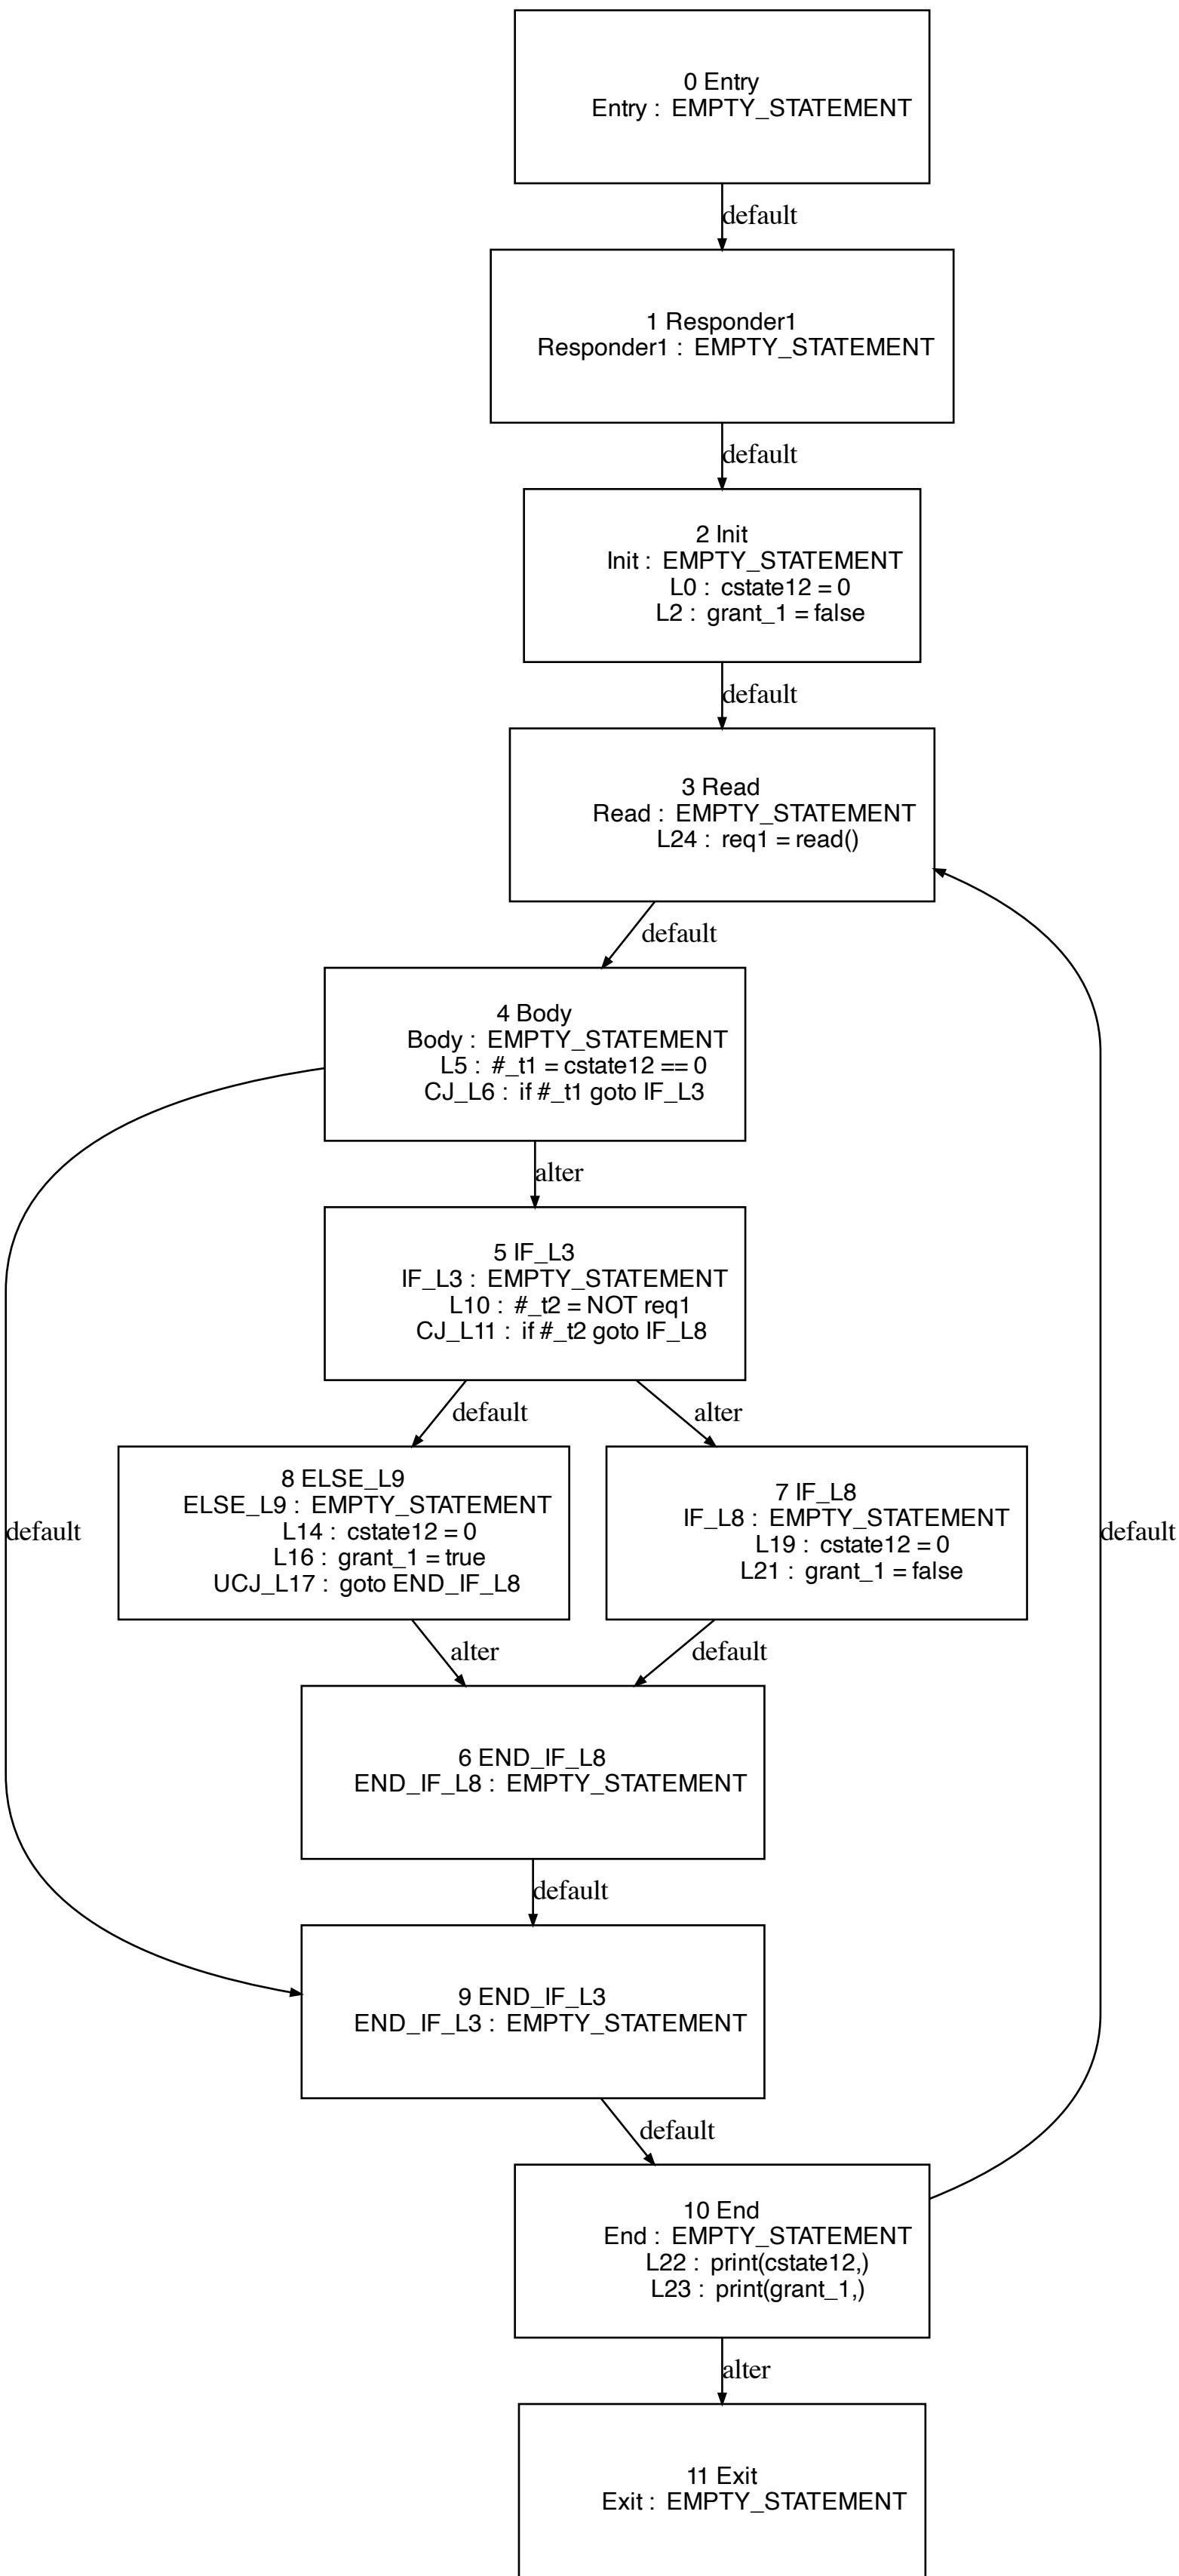 0 Entry
Entry : EMPTY_STATEMENT
default
1 Responder1
Responder1 : EMPTY_STATEMENT
default
2 Init
Init : EMPTY_STATEMENT
L0 : cstate12 = 0
L2 : grant_1 = false
default
3 Read
Read : EMPTY_STATEMENT
L24 : req1 = read()
default
4 Body
Body : EMPTY_STATEMENT
L5 : #_t1 = cstate12 == 0
CJ_L6 : if #_t1 goto IF_L3
alter
5 IF_L3
IF_L3 : EMPTY_STATEMENT
L10 : #_t2 = NOT req1
CJ_L11 : if #_t2 goto IF_L8
default
alter
8 ELSE_L9
ELSE_L9 : EMPTY_STATEMENT
L14 : cstate12 = 0
L16 : grant_1 = true
UCJ_L17 : goto END_IF_L8
7 IF_L8
IF_L8 : EMPTY_STATEMENT
L19 : cstate12 = 0
L21 : grant_1 = false
default
default
alter
default
6 END_IF_L8
END_IF_L8 : EMPTY_STATEMENT
default
9 END_IF_L3
END_IF_L3 : EMPTY_STATEMENT
default
10 End
End : EMPTY_STATEMENT
L22 : print(cstate12,)
L23 : print(grant_1,)
alter
11 Exit
Exit : EMPTY_STATEMENT